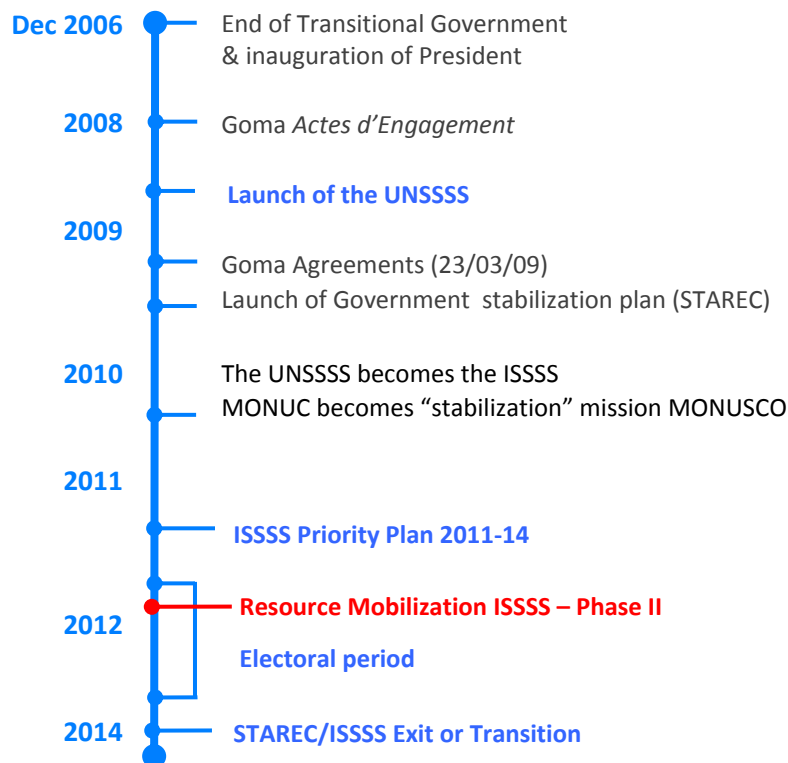 Dec 2006
End of Transitional Government
& inauguration of President
2008
Goma Actes d’Engagement
Launch of the UNSSSS
2009
Goma Agreements (23/03/09)
Launch of Government stabilization plan (STAREC)
2010
The UNSSSS becomes the ISSSS
MONUC becomes “stabilization” mission MONUSCO
2011
ISSSS Priority Plan 2011-14
Resource Mobilization ISSSS – Phase II
2012
Electoral period
2014
STAREC/ISSSS Exit or Transition